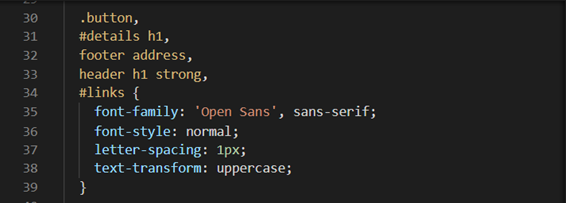 30 .button,
31 #details h1,
32 footer address,
33 header h1 strong,
34 #links {
35 font-family: 'Open Sans', sans-serif;
36 font-style: normal;
37 letter-spacing: 1px;
38 text-transform: uppercase;
39 }